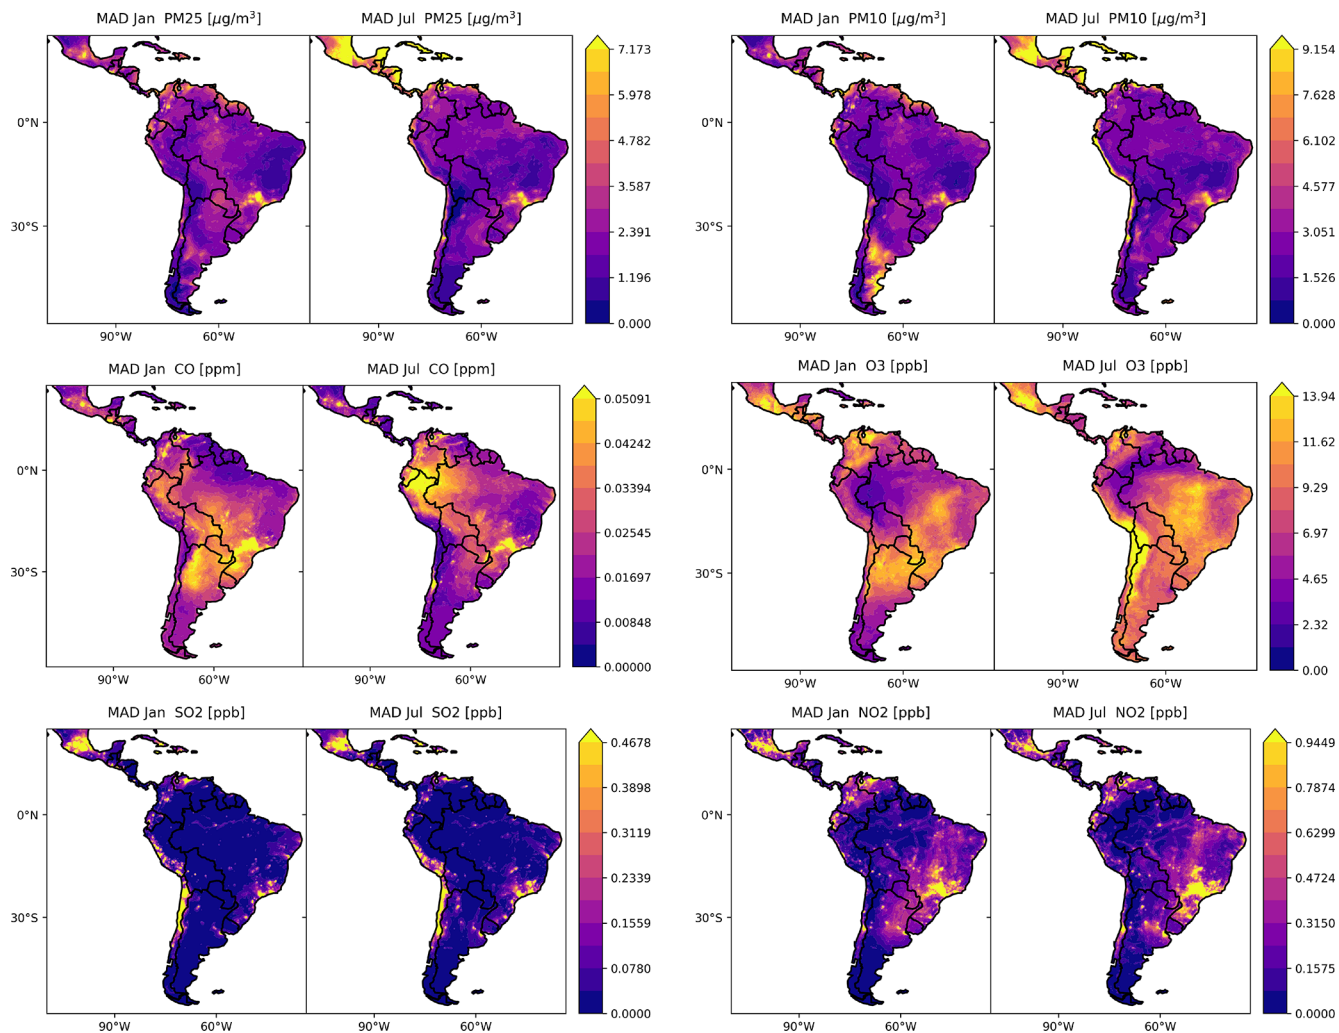 MAD Jan PM25 [μg/m³]
MAD Jul PM25 [μg/m³]
7.173
5.978
4.782
3.587
2.391
1.196
0.000
0°N
30°S
90°W
60°W
90°W
60°W
MAD Jan PM10 [μg/m³]
MAD Jul PM10 [μg/m³]
9.154
7.628
6.102
4.577
3.051
1.526
0.000
0°N
30°S
90°W
60°W
90°W
60°W
MAD Jan CO [ppm]
MAD Jul CO [ppm]
0.05091
0.04242
0.03394
0.02545
0.01697
0.00848
0.00000
0°N
30°S
90°W
60°W
90°W
60°W
MAD Jan O3 [ppb]
MAD Jul O3 [ppb]
13.94
11.62
9.29
6.97
4.65
2.32
0.00
0°N
30°S
90°W
60°W
90°W
60°W
MAD Jan SO2 [ppb]
MAD Jul SO2 [ppb]
0.4678
0.3898
0.3119
0.2339
0.1559
0.0780
0.0000
0°N
30°S
90°W
60°W
90°W
60°W
MAD Jan NO2 [ppb]
MAD Jul NO2 [ppb]
0.9449
0.7874
0.6299
0.4724
0.3150
0.1575
0.0000
0°N
30°S
90°W
60°W
90°W
60°W